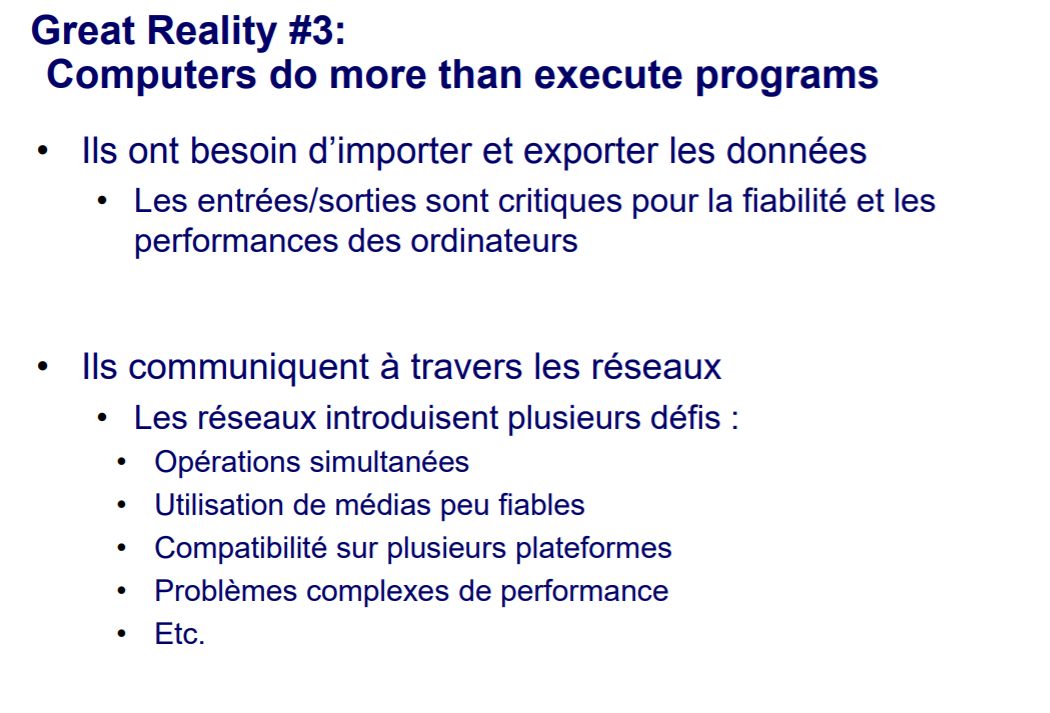 Great Reality #3:
Computers do more than execute programs
• Ils ont besoin d’importer et exporter les données
• Les entrées/sorties sont critiques pour la fiabilité et les
performances des ordinateurs
• Ils communiquent à travers les réseaux
• Les réseaux introduisent plusieurs défis :
• Opérations simultanées
• Utilisation de médias peu fiables
• Compatibilité sur plusieurs plateformes
• Problèmes complexes de performance
• Etc.